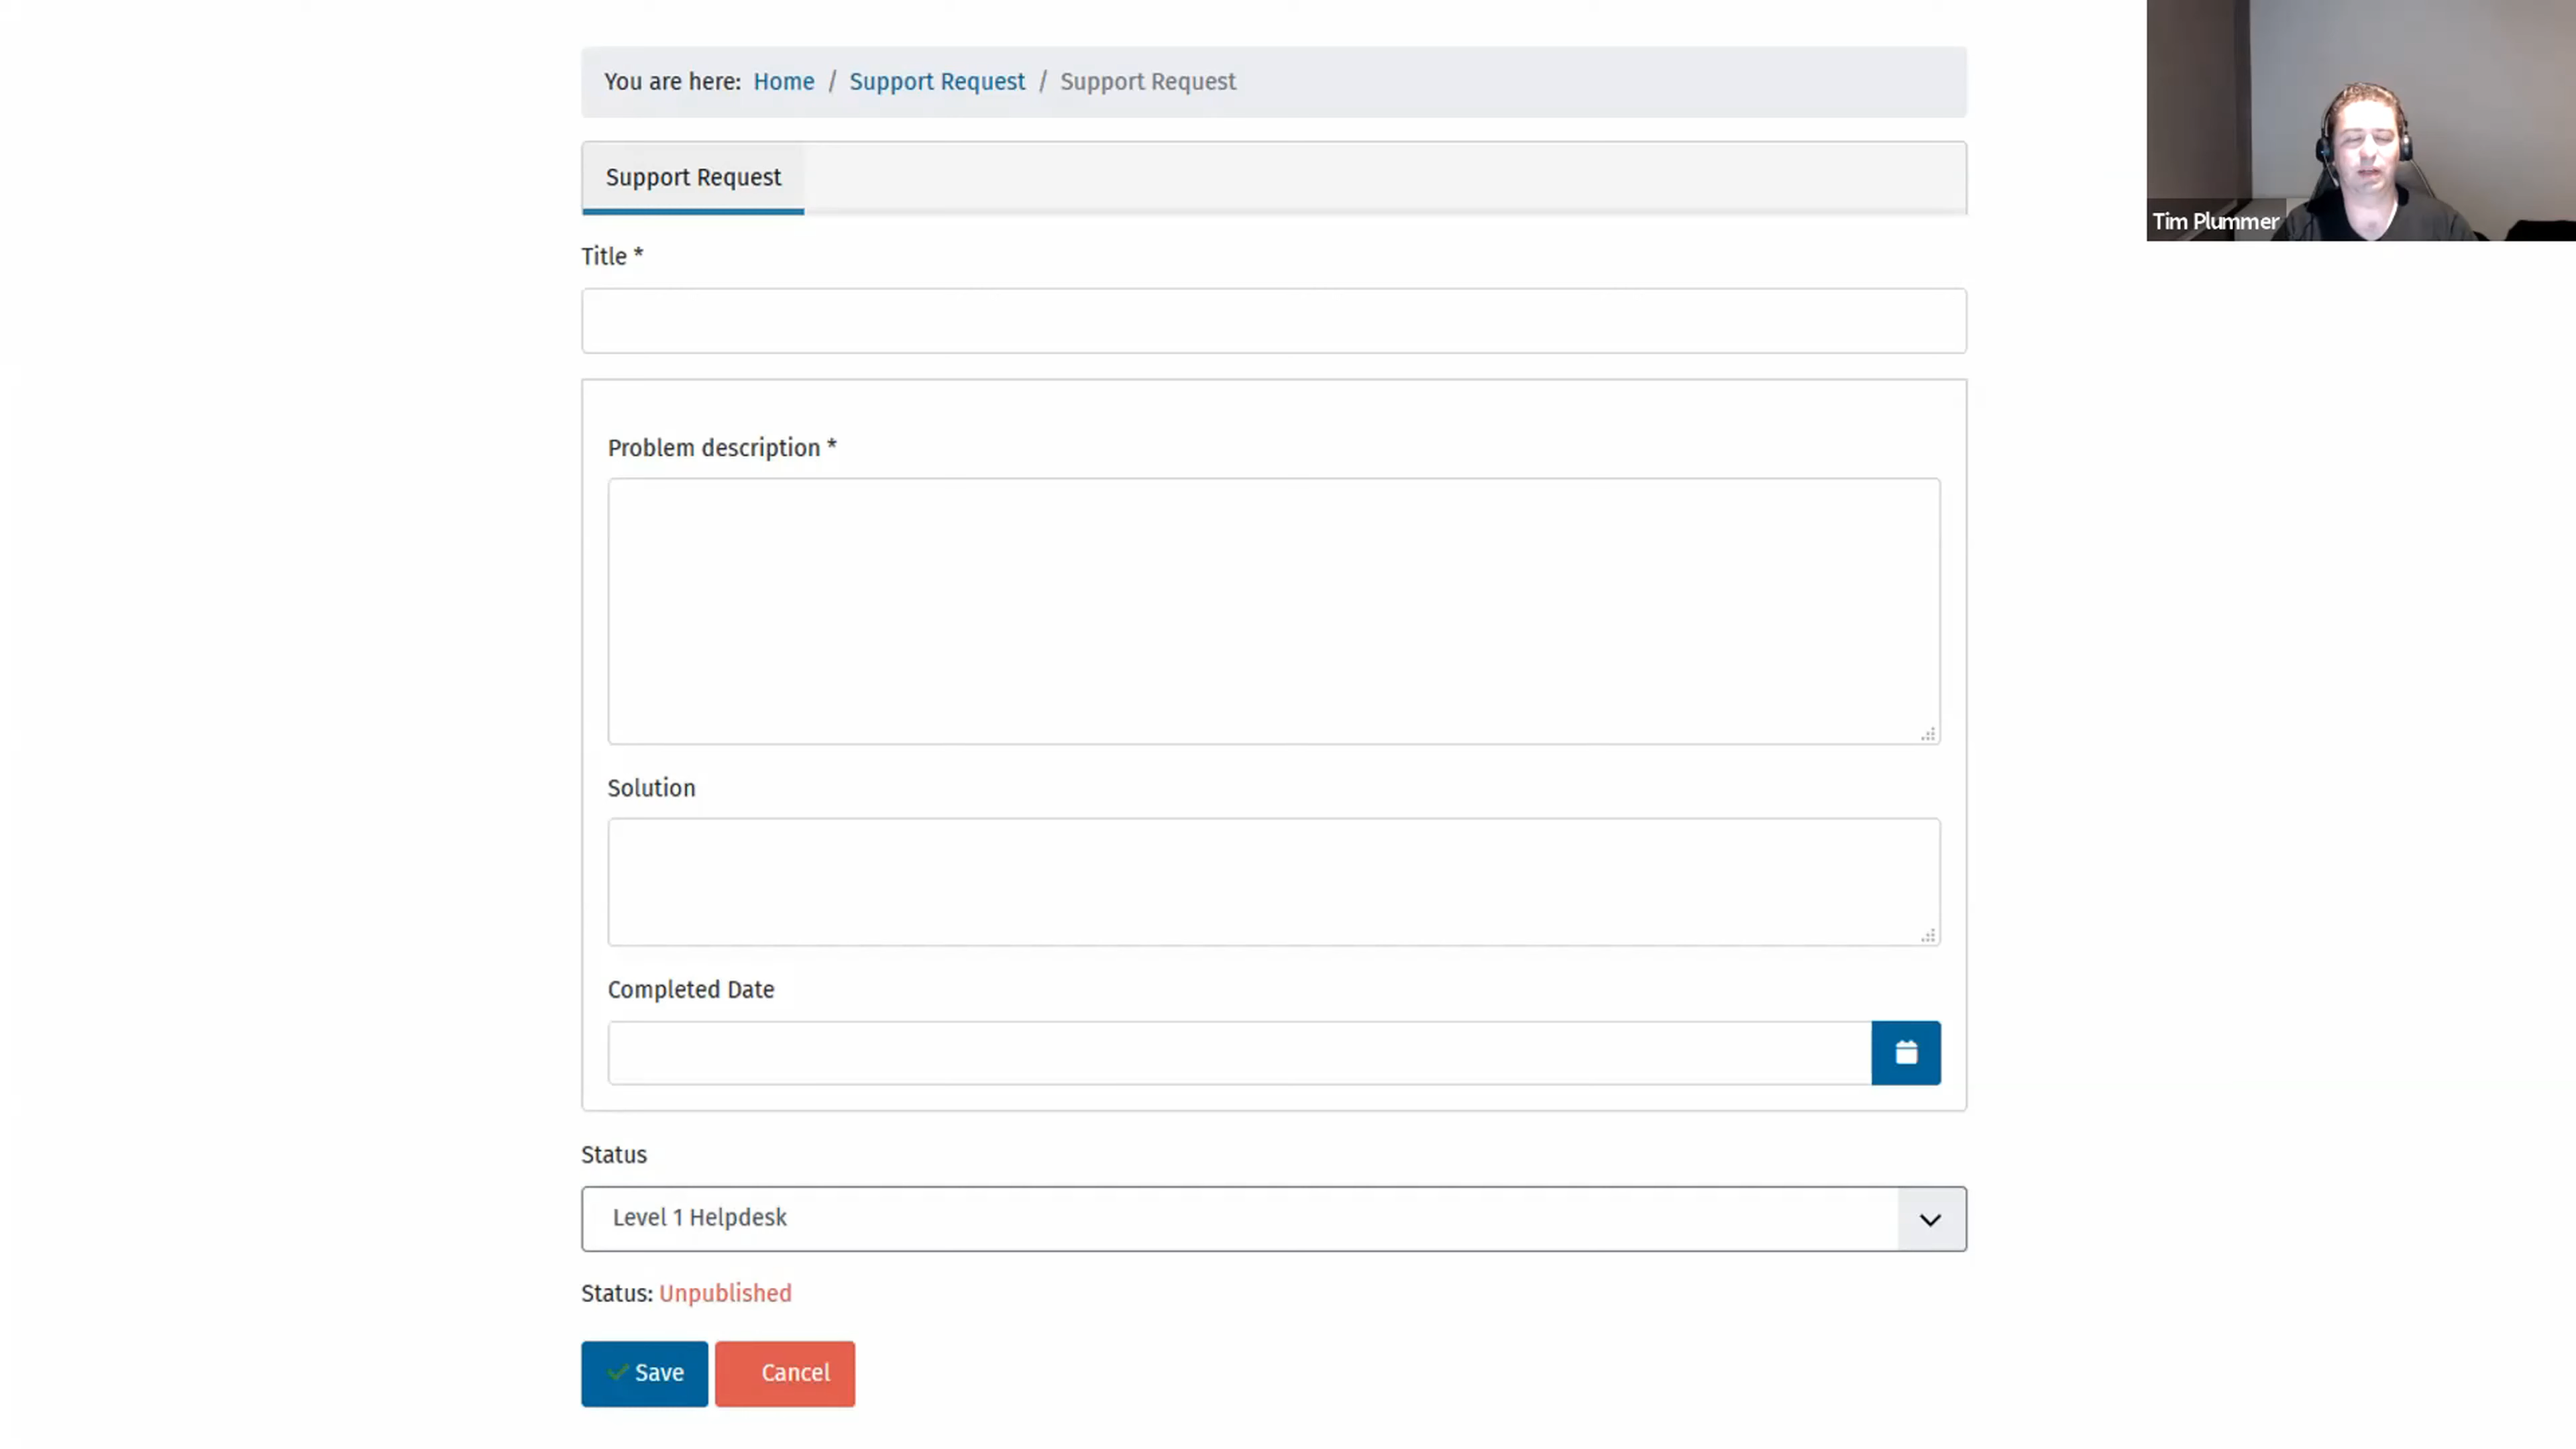 You are here: Home / Support Request / Support Request
Support Request
Tim Plummer
Title *
Problem description *
Solution
Completed Date
Status
Level 1 Helpdesk
Status: Unpublished
Save
Cancel